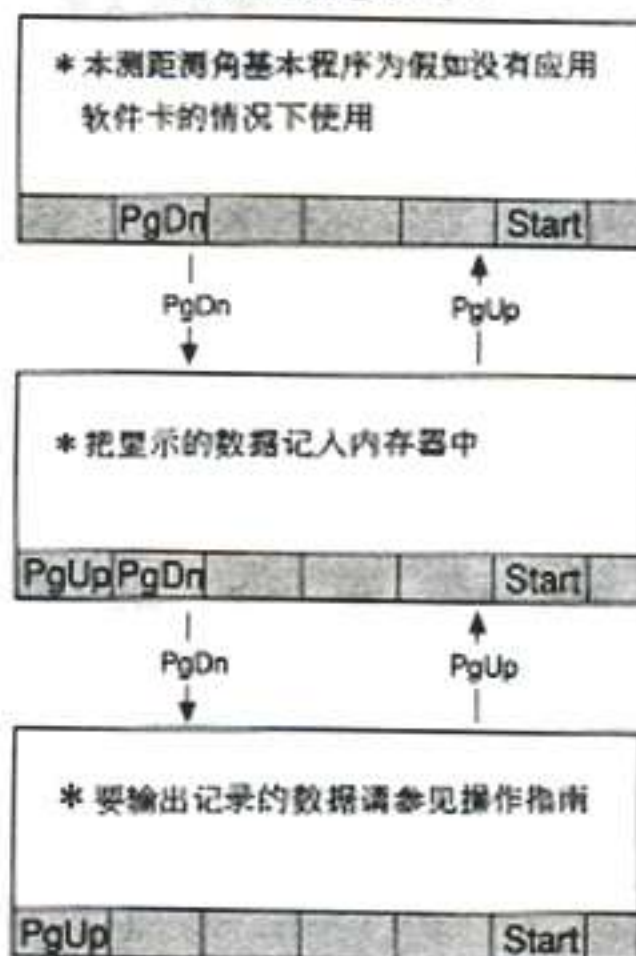 * 本测距测角基本程序为假如没有应用
软件卡的情况下使用
PgDn Start
PgDn PgUp
* 把显示的数据记入内存器中
PgUp PgDn Start
PgDn PgUp
* 要输出记录的数据请参见操作指南
PgUp Start